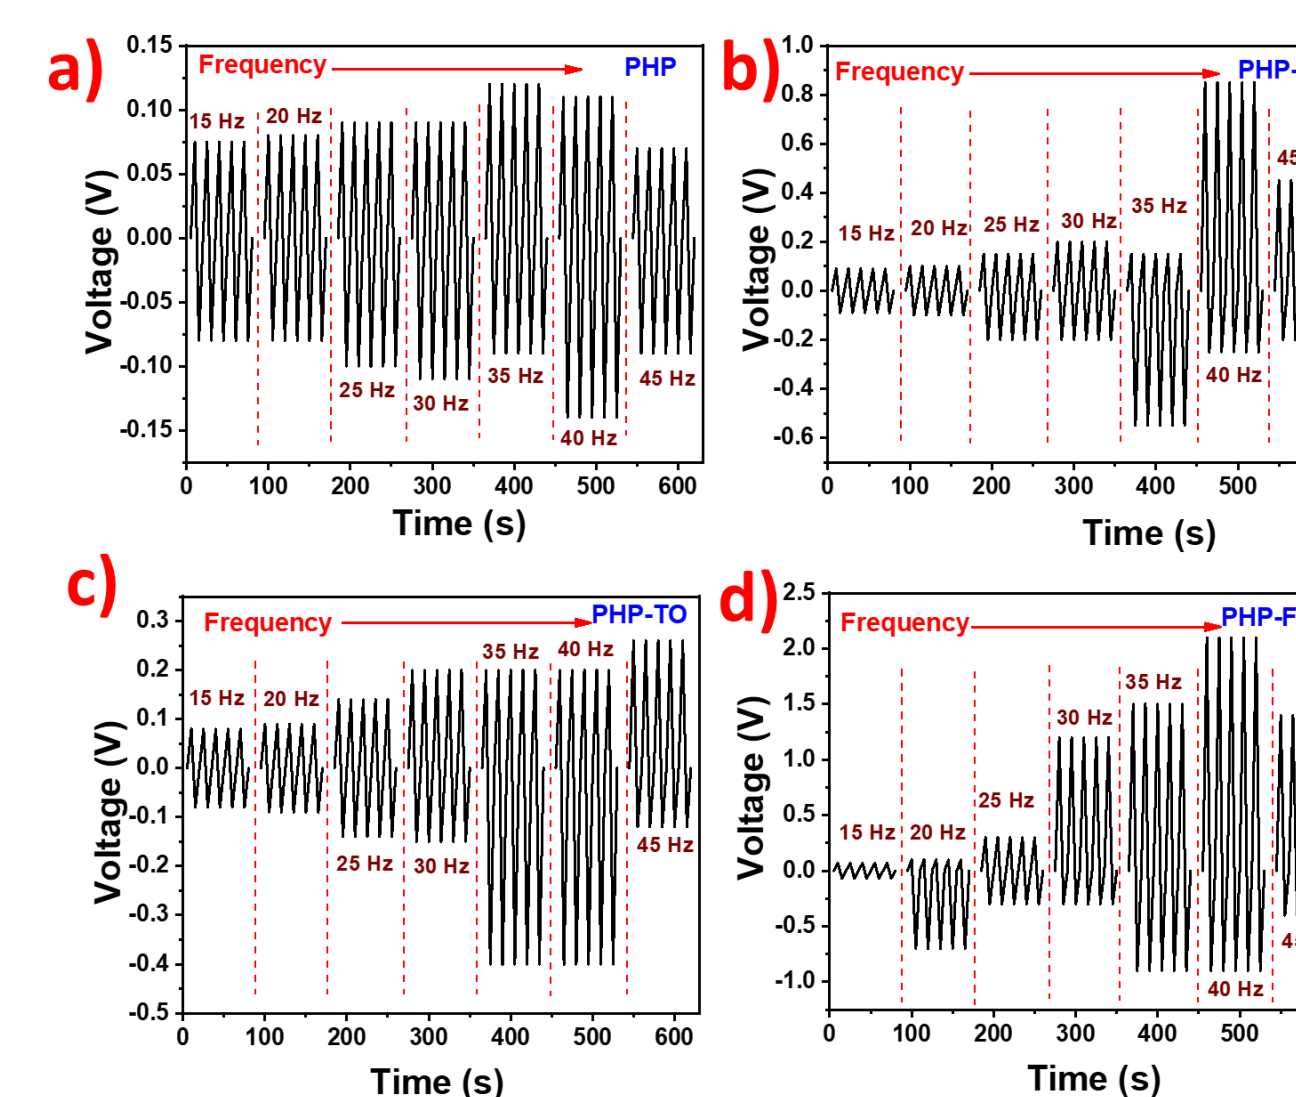 a)
0.15
0.10
0.05
0.00
-0.05
-0.10
-0.15
Voltage (V)
Frequency
PHP
15 Hz
20 Hz
25 Hz
30 Hz
35 Hz
40 Hz
45 Hz
0 100 200 300 400 500 600
Time (s)
b)
1.0
0.8
0.6
0.4
0.2
0.0
-0.2
-0.4
-0.6
Voltage (V)
Frequency
PHP-
15 Hz
20 Hz
25 Hz
30 Hz
35 Hz
40 Hz
45
0 100 200 300 400 500
Time (s)
c)
0.3
0.2
0.1
0.0
-0.1
-0.2
-0.3
-0.4
-0.5
Voltage (V)
Frequency
PHP-TO
15 Hz
20 Hz
25 Hz
30 Hz
35 Hz
40 Hz
45 Hz
0 100 200 300 400 500 600
Time (s)
d)
2.5
2.0
1.5
1.0
0.5
0.0
-0.5
-1.0
Voltage (V)
Frequency
PHP-F
15 Hz
20 Hz
25 Hz
30 Hz
35 Hz
40 Hz
45
0 100 200 300 400 500
Time (s)